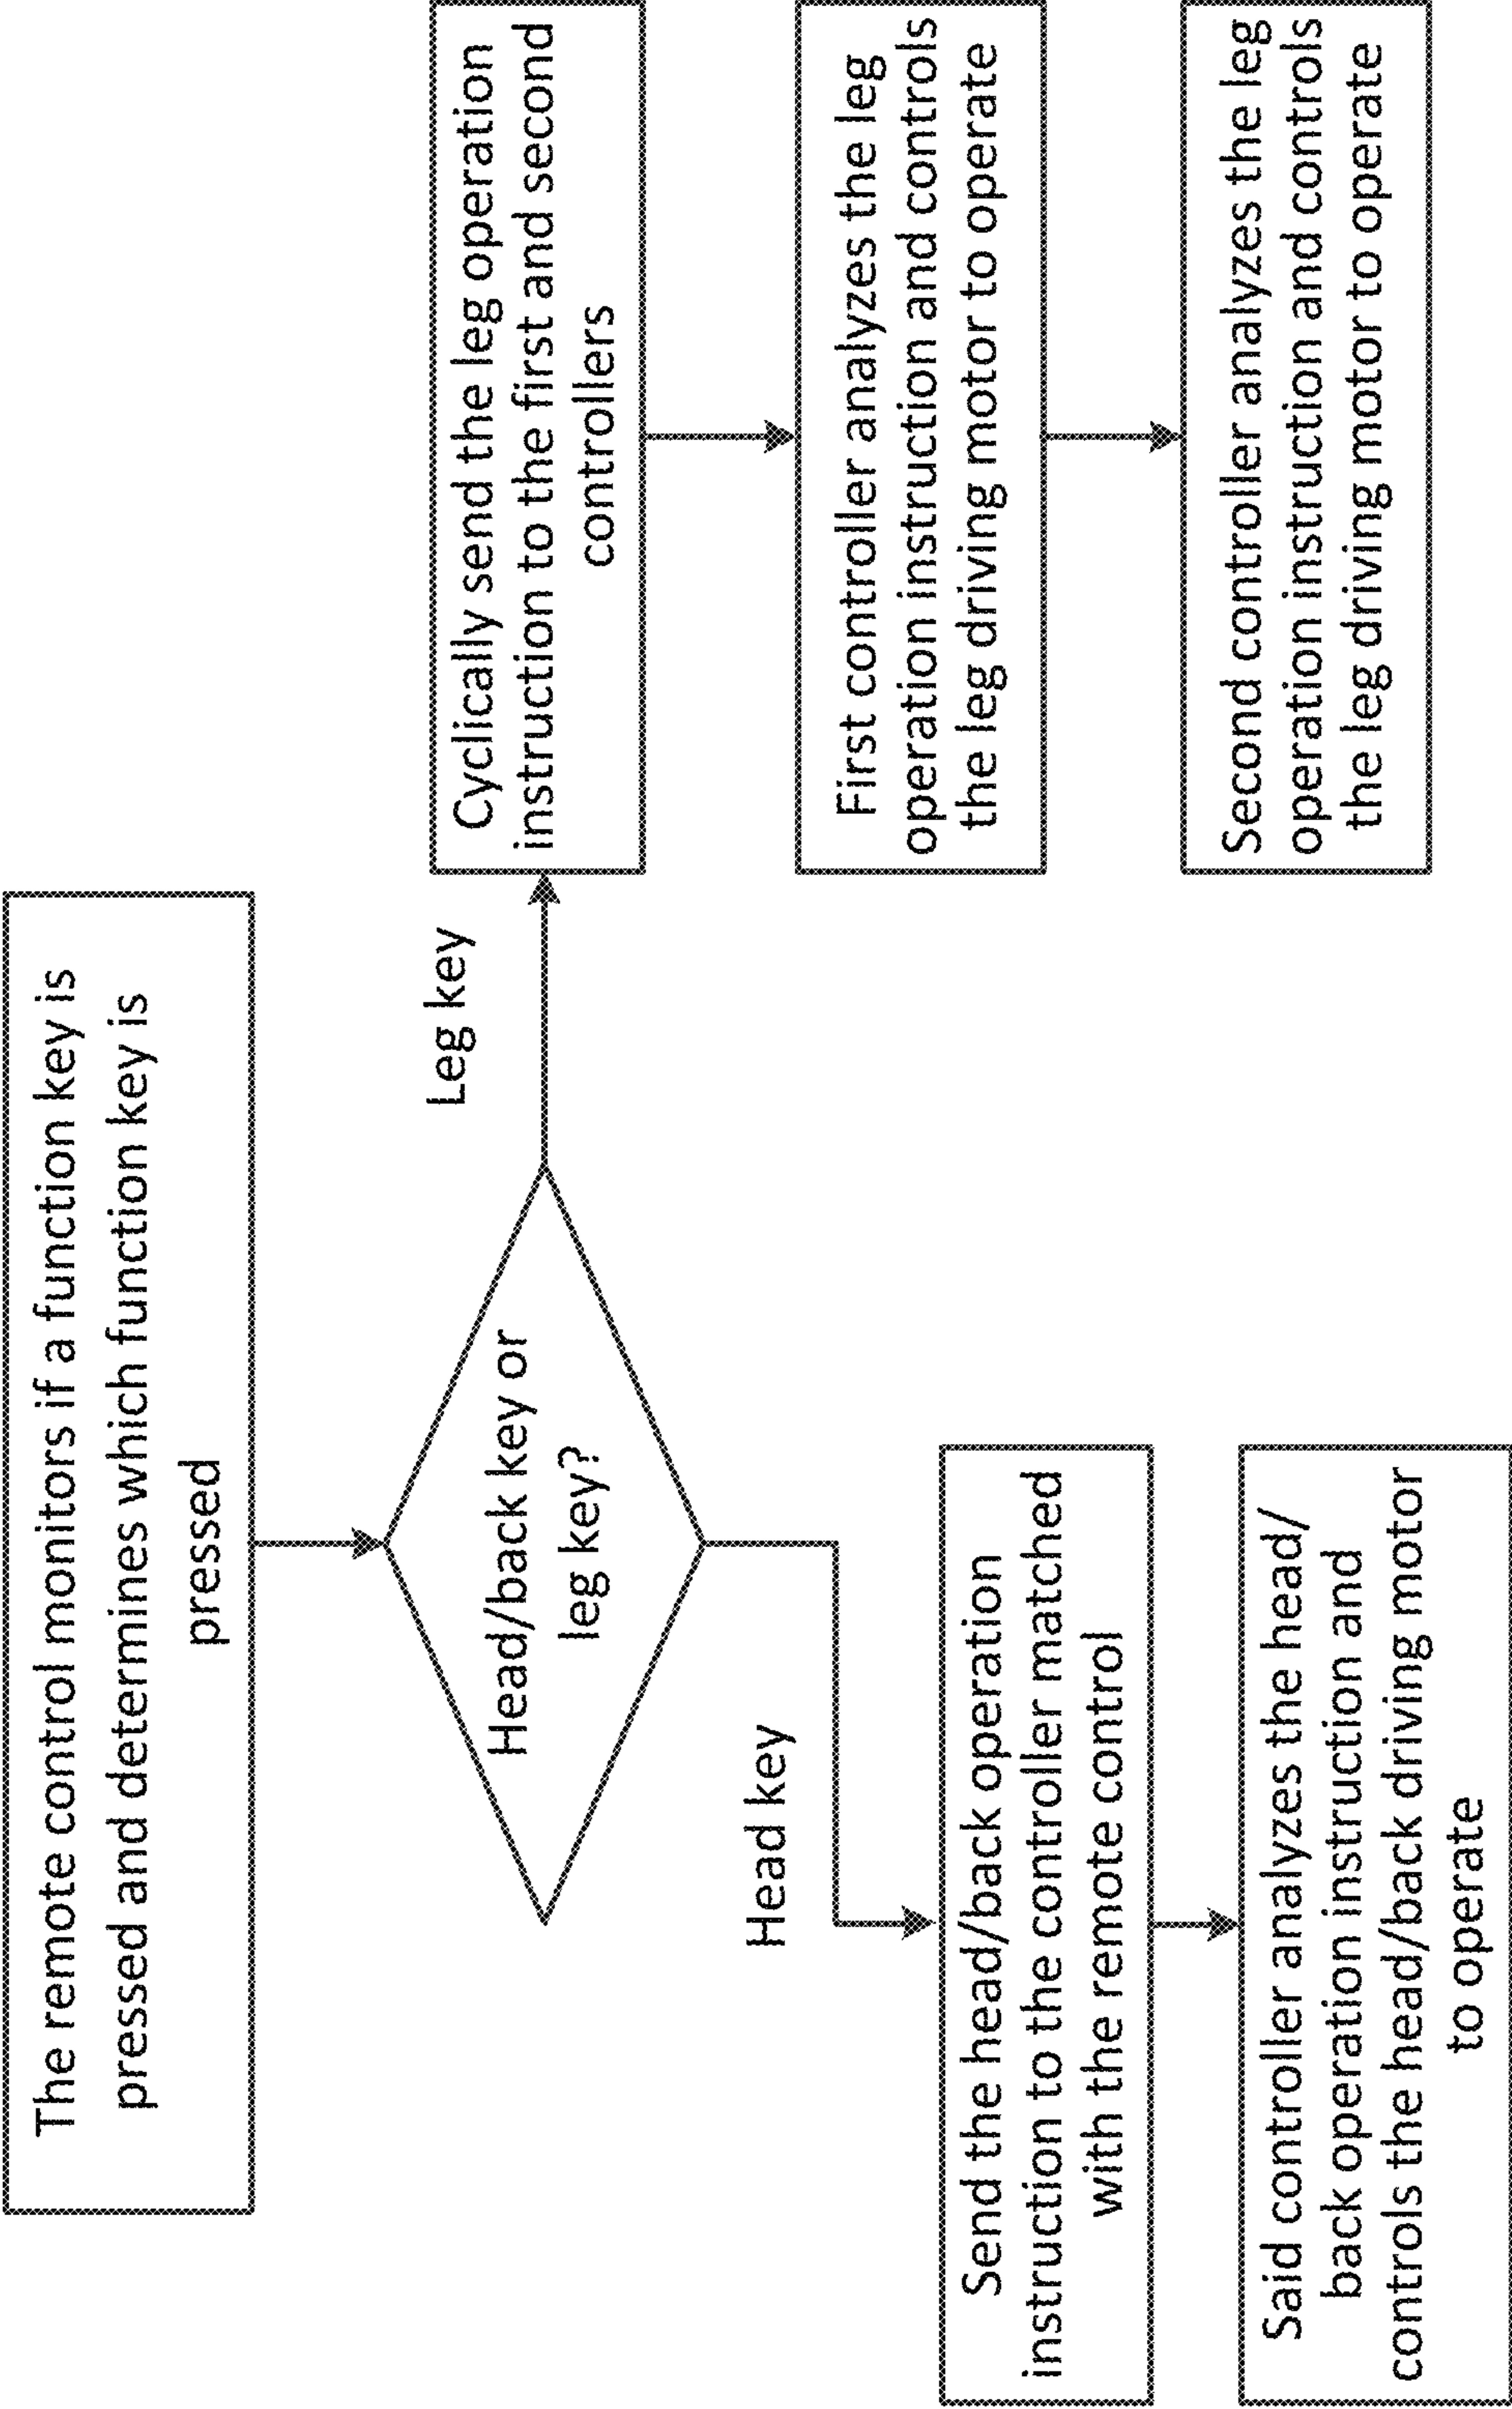 The remote control monitors if a function key is
pressed and determines which function key is
pressed
Head/back key or
leg key?
Leg key
Cyclically send the leg operation
instruction to the first and second
controllers
First controller analyzes the leg
operation instruction and controls
the leg driving motor to operate
Second controller analyzes the leg
operation instruction and controls
the leg driving motor to operate
Head key
Send the head/back operation
instruction to the controller matched
with the remote control
Said controller analyzes the head/
back operation instruction and
controls the head/back driving motor
to operate